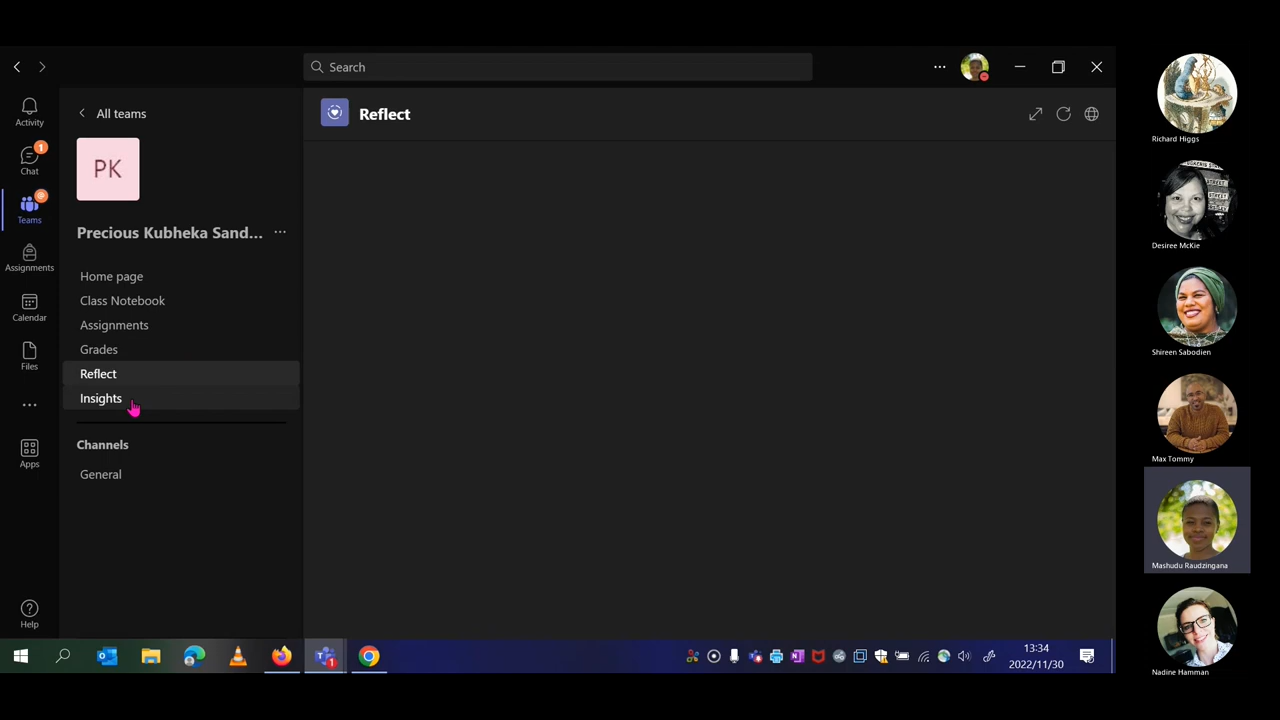 Search
Activity
Chat
1
Teams
Assignments
Calendar
Files
Apps
Help
All teams
PK
Precious Kubheka Sand...
Home page
Class Notebook
Assignments
Grades
Reflect
Insights
Channels
General
Reflect
Richard Higgs
Desiree McKie
Shireen Sabodien
Max Tommy
Mashudu Raudzingana
Nadine Hamman
1
13:34
2022/11/30